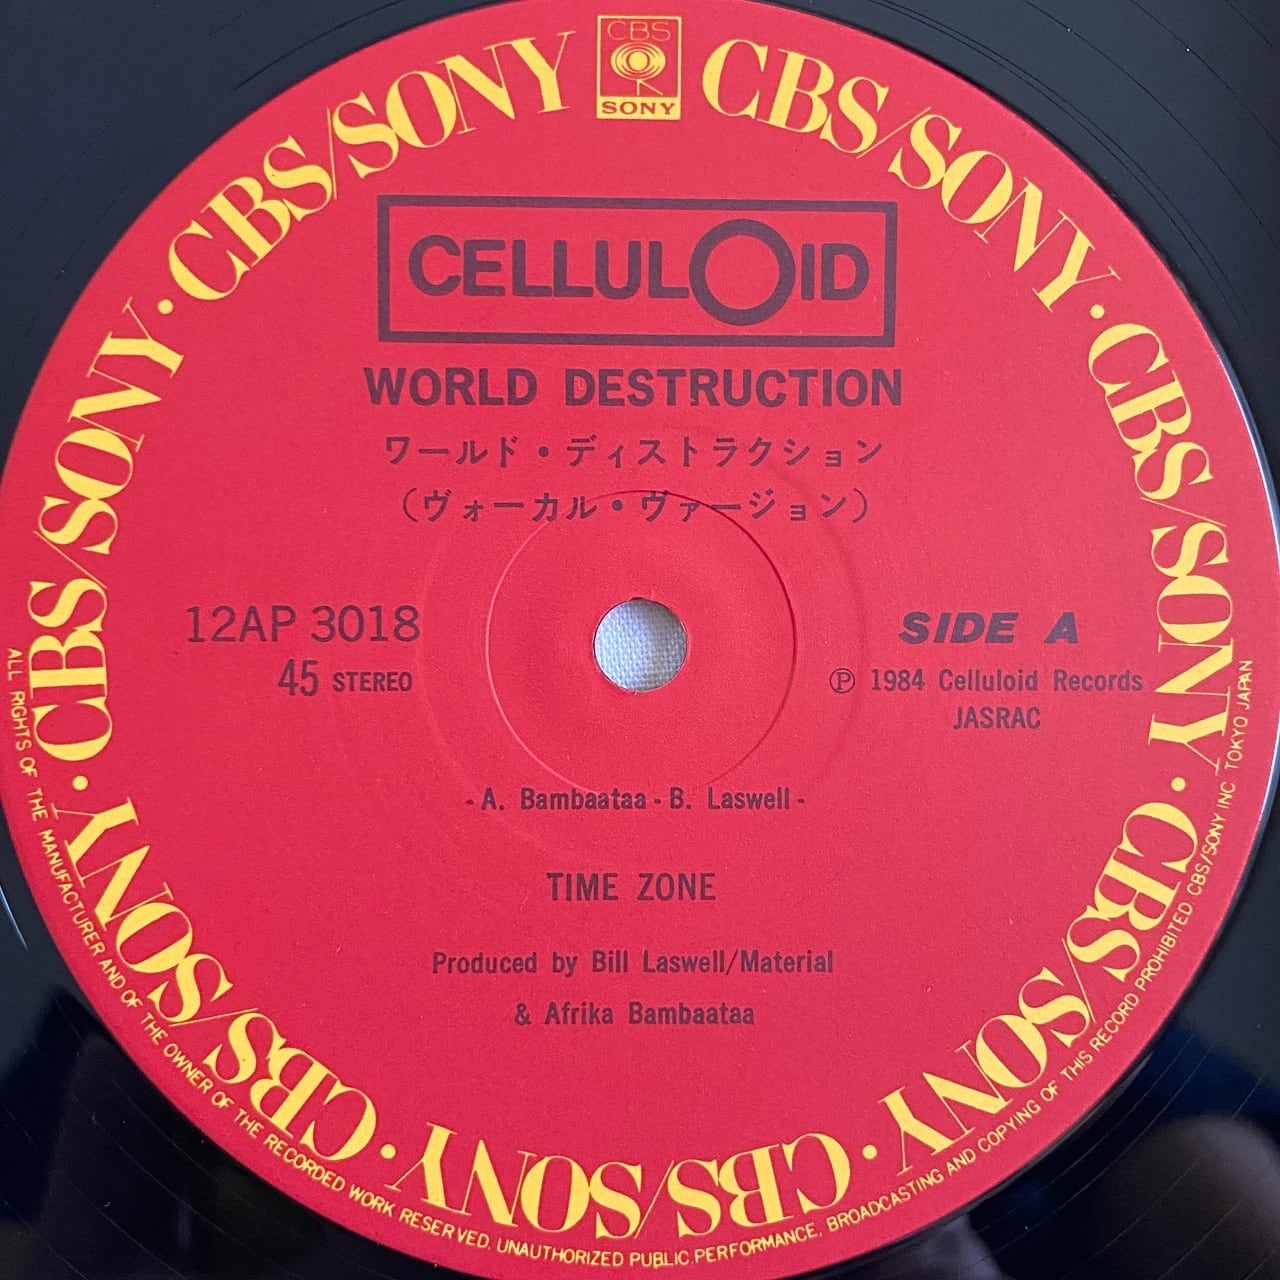 CBS
SONY
CBS/SONY · CBS/SONY · CBS/SONY · CBS/SONY · CBS/SONY · CBS/SONY · CBS/SONY
CELLULOID
WORLD DESTRUCTION
ワールド・ディストラクション
(ヴォーカル・ヴァージョン)
12AP 3018
45 STEREO
SIDE A
Ⓟ 1984 Celluloid Records
JASRAC
- A. Bambaataa - B. Laswell -
TIME ZONE
Produced by Bill Laswell/Material
& Afrika Bambaataa
ALL RIGHTS OF THE MANUFACTURER AND OF THE OWNER OF THE RECORDED WORK RESERVED. UNAUTHORIZED PUBLIC PERFORMANCE, BROADCASTING AND COPYING OF THIS RECORD PROHIBITED. CBS/SONY INC. TOKYO JAPAN